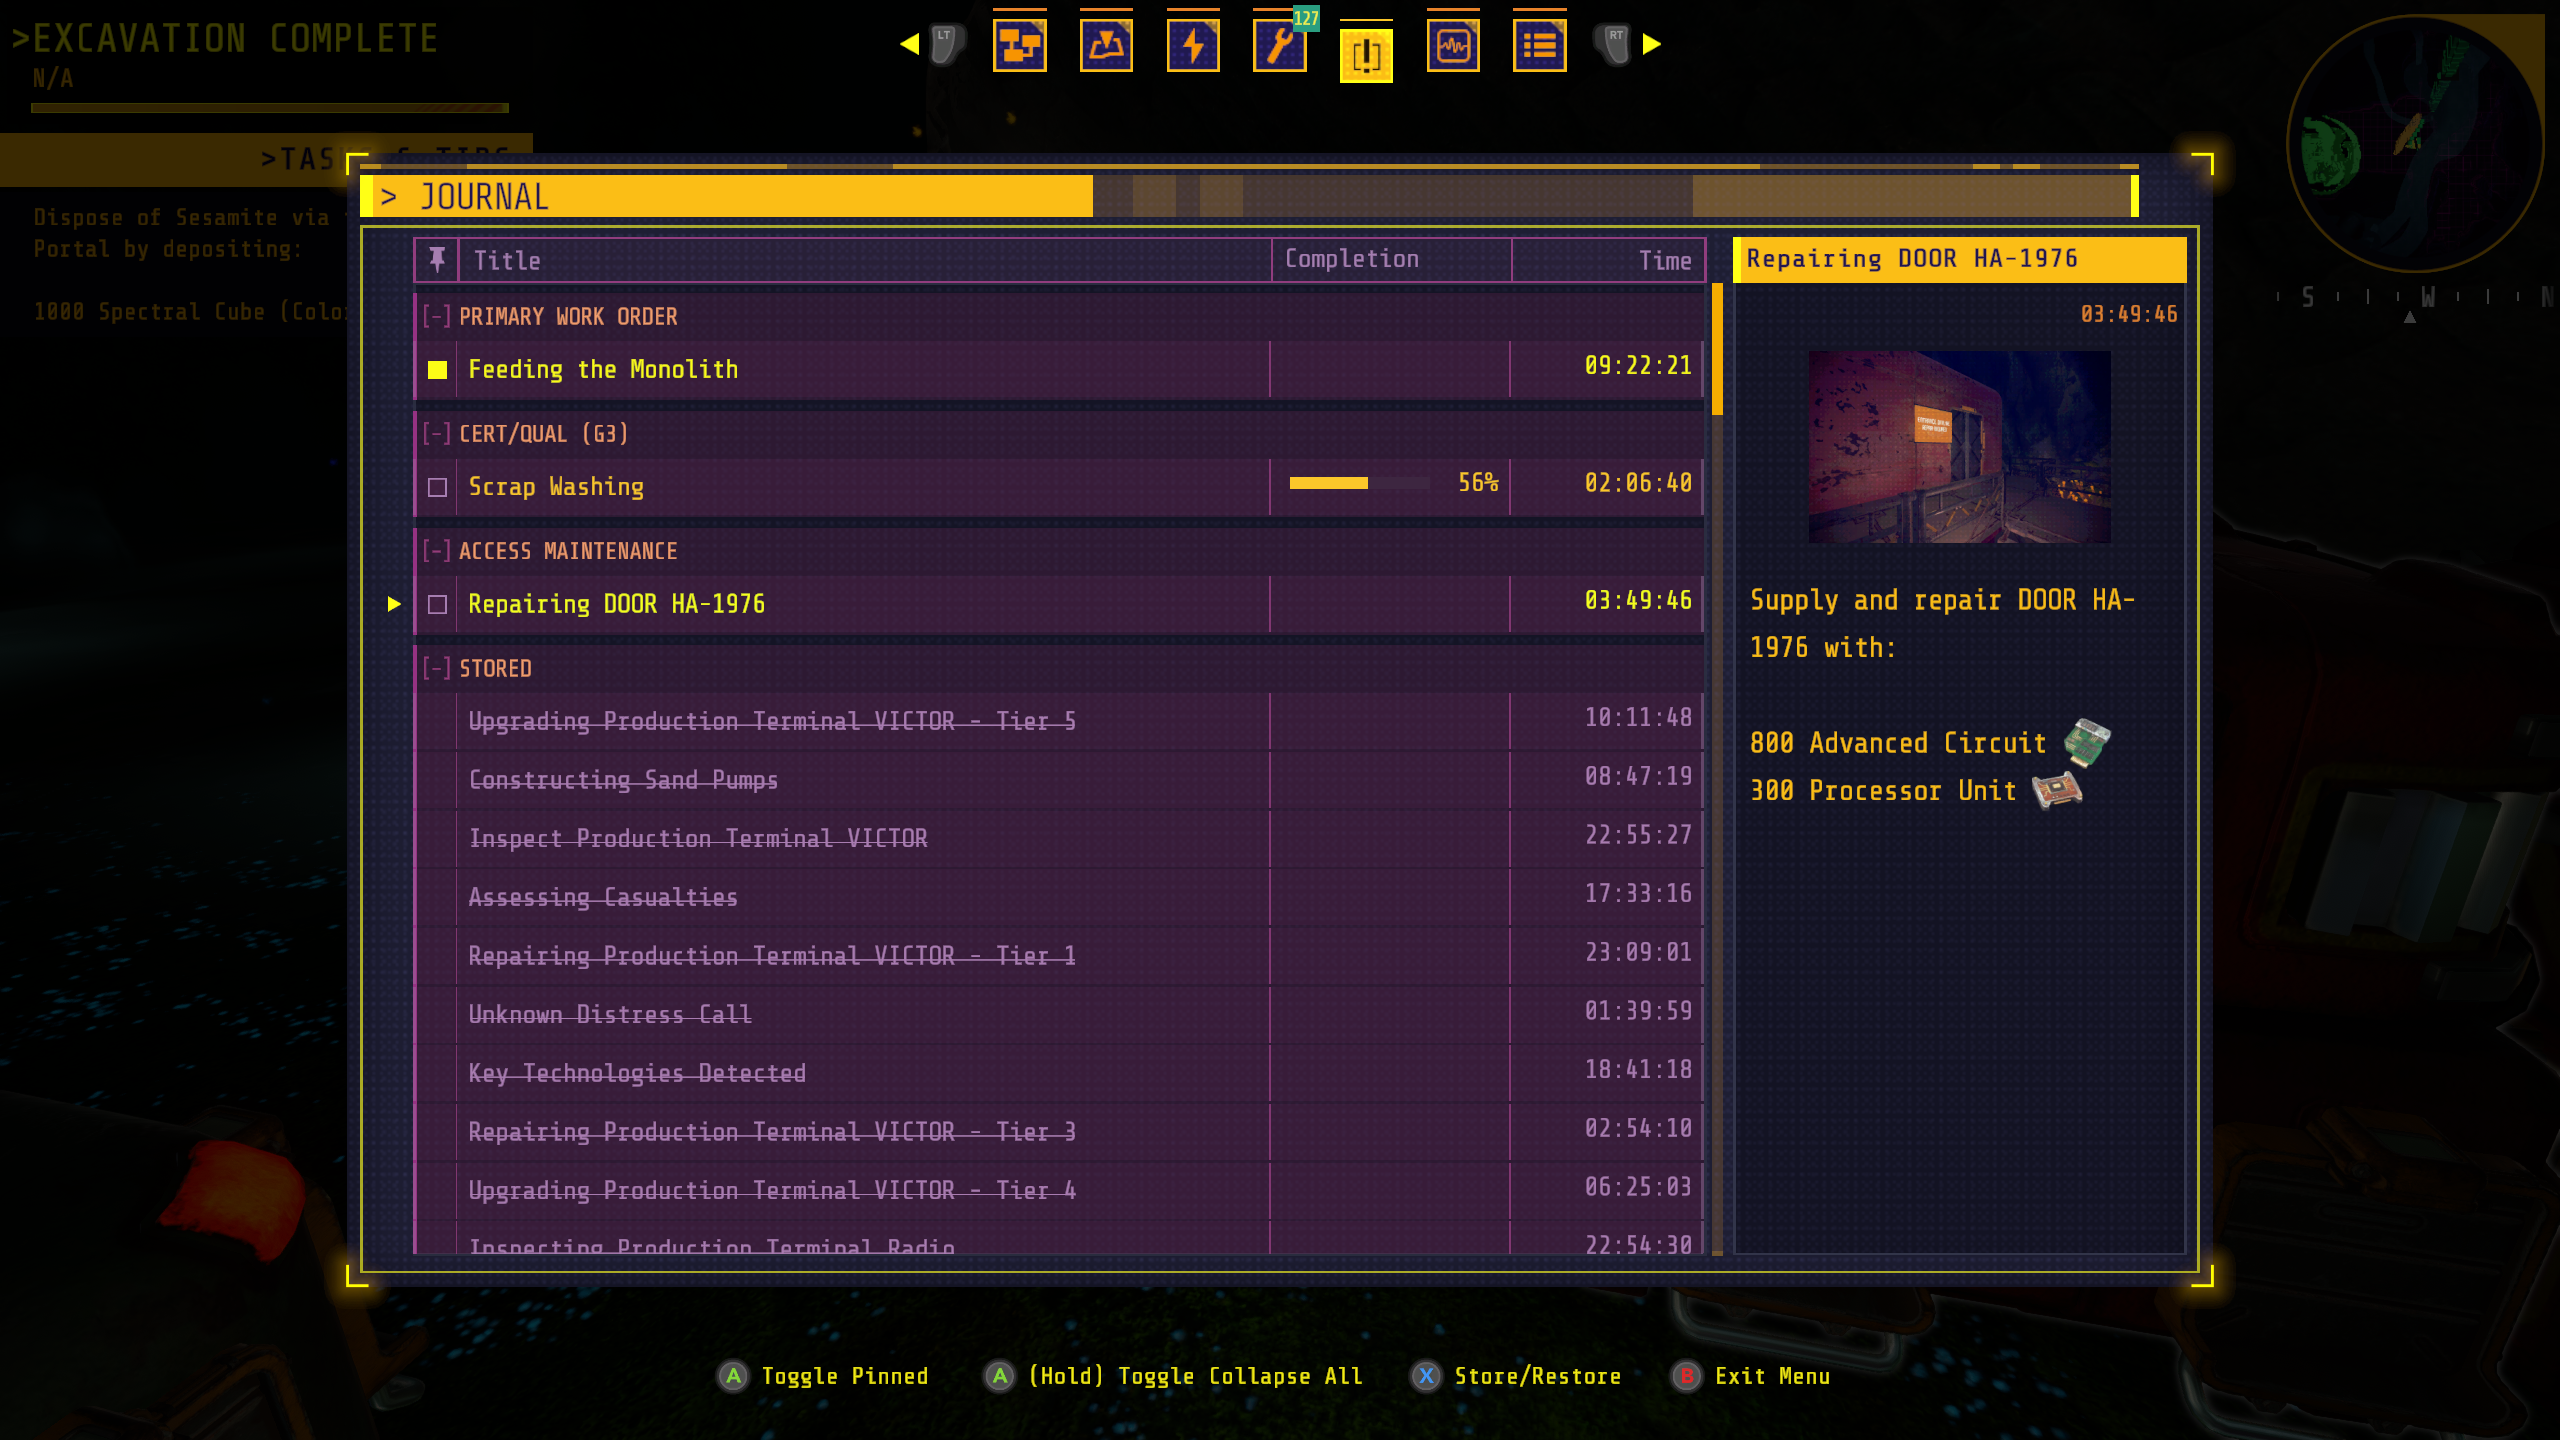 >EXCAVATION COMPLETE
N/A
LT
127
RT
Dispose of Sesamite via
Portal by depositing:
1000 Spectral Cube
S W N
> JOURNAL
Title Completion Time
[-] PRIMARY WORK ORDER
Feeding the Monolith 09:22:21
[-] CERT/QUAL (G3)
Scrap Washing 56% 02:06:40
[-] ACCESS MAINTENANCE
Repairing DOOR HA-1976 03:49:46
[-] STORED
Upgrading Production Terminal VICTOR - Tier 5 10:11:48
Constructing Sand Pumps 08:47:19
Inspect Production Terminal VICTOR 22:55:27
Assessing Casualties 17:33:16
Repairing Production Terminal VICTOR - Tier 1 23:09:01
Unknown Distress Call 01:39:59
Key Technologies Detected 18:41:18
Repairing Production Terminal VICTOR - Tier 3 02:54:10
Upgrading Production Terminal VICTOR - Tier 4 06:25:03
Inspecting Production Terminal Radio 22:54:30
Repairing DOOR HA-1976
03:49:46
Supply and repair DOOR HA-
1976 with:
800 Advanced Circuit
300 Processor Unit
A Toggle Pinned A (Hold) Toggle Collapse All X Store/Restore B Exit Menu